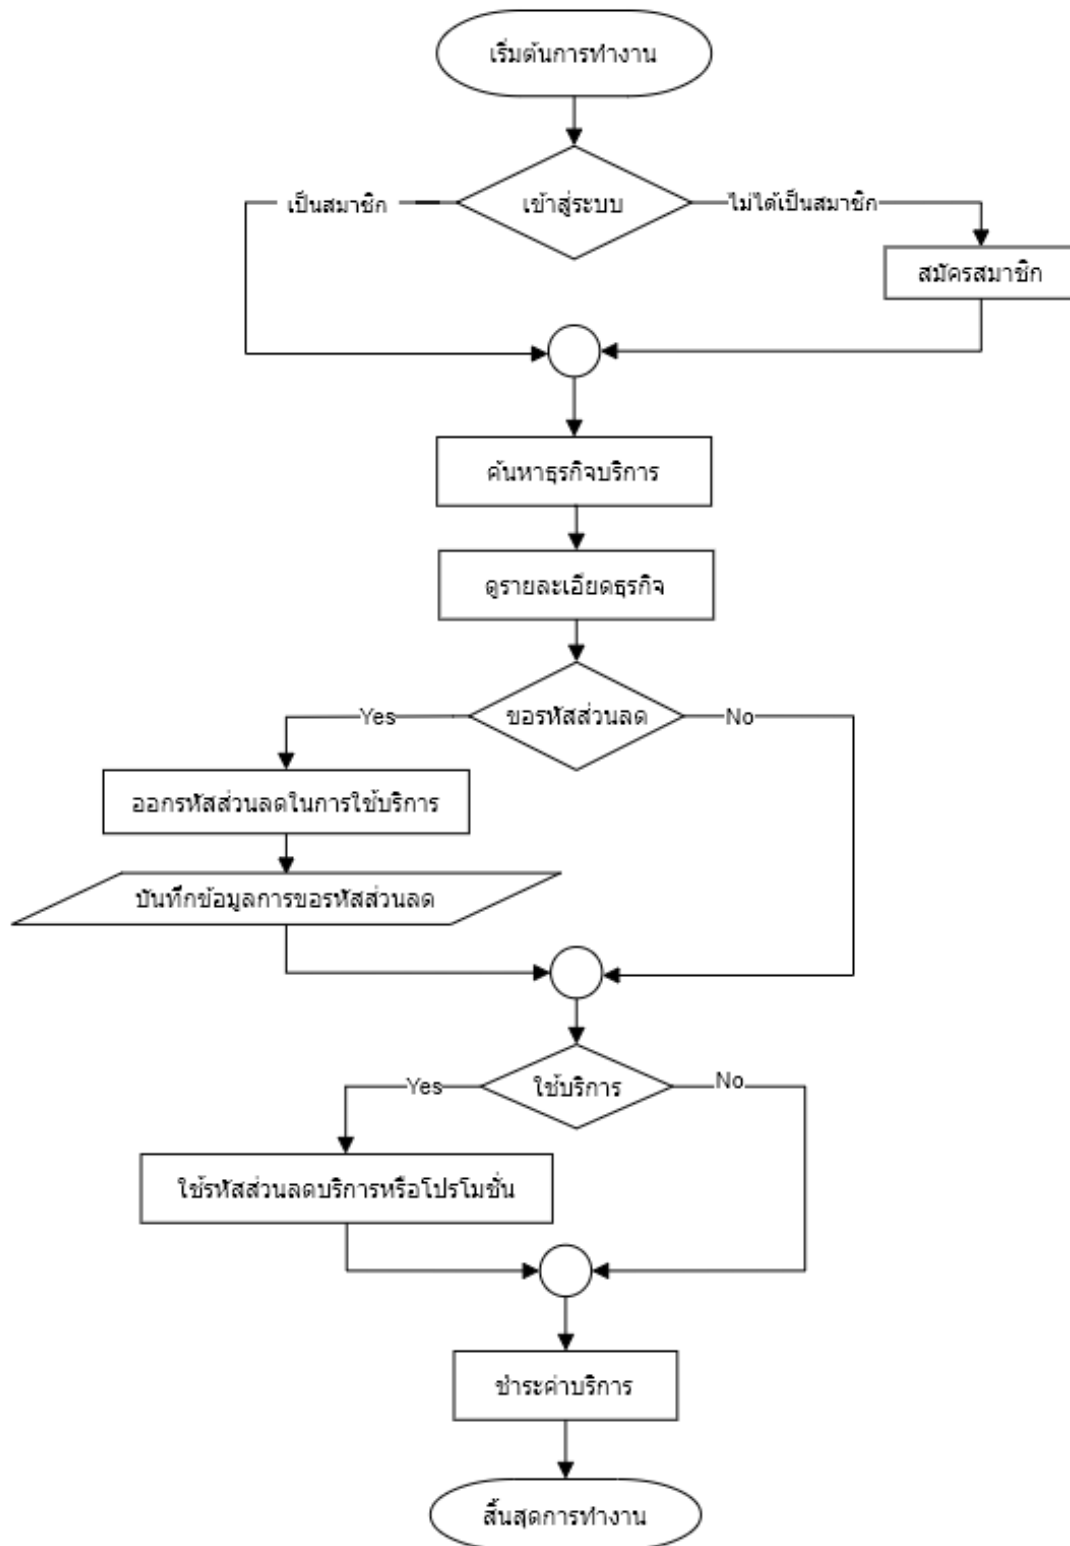 เริ่มต้นการทำงาน
เข้าสู่ระบบ
เป็นสมาชิก
ไม่ได้เป็นสมาชิก
สมัครสมาชิก
ค้นหาธุรกิจบริการ
ดูรายละเอียดธุรกิจ
ขอรหัสส่วนลด
Yes
No
ออกรหัสส่วนลดในการใช้บริการ
บันทึกข้อมูลการขอรหัสส่วนลด
ใช้บริการ
Yes
No
ใช้รหัสส่วนลดบริการหรือโปรโมชั่น
ชำระค่าบริการ
สิ้นสุดการทำงาน